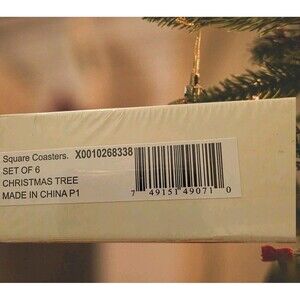 Square Coasters. X0010268338
SET OF 6
CHRISTMAS TREE
MADE IN CHINA P1
7 49151 49071 0